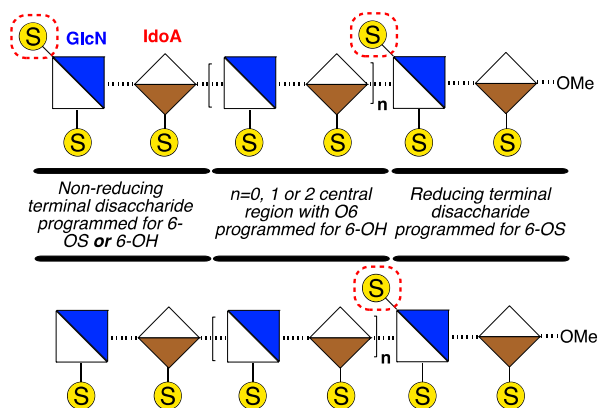 S
GlcN
IdoA
S
OMe
n
S
S
S
S
S
S
Non-reducing
terminal disaccharide
programmed for 6-
OS or 6-OH
n=0, 1 or 2 central
region with O6
programmed for 6-OH
Reducing terminal
disaccharide
programmed for 6-OS
S
OMe
n
S
S
S
S
S
S